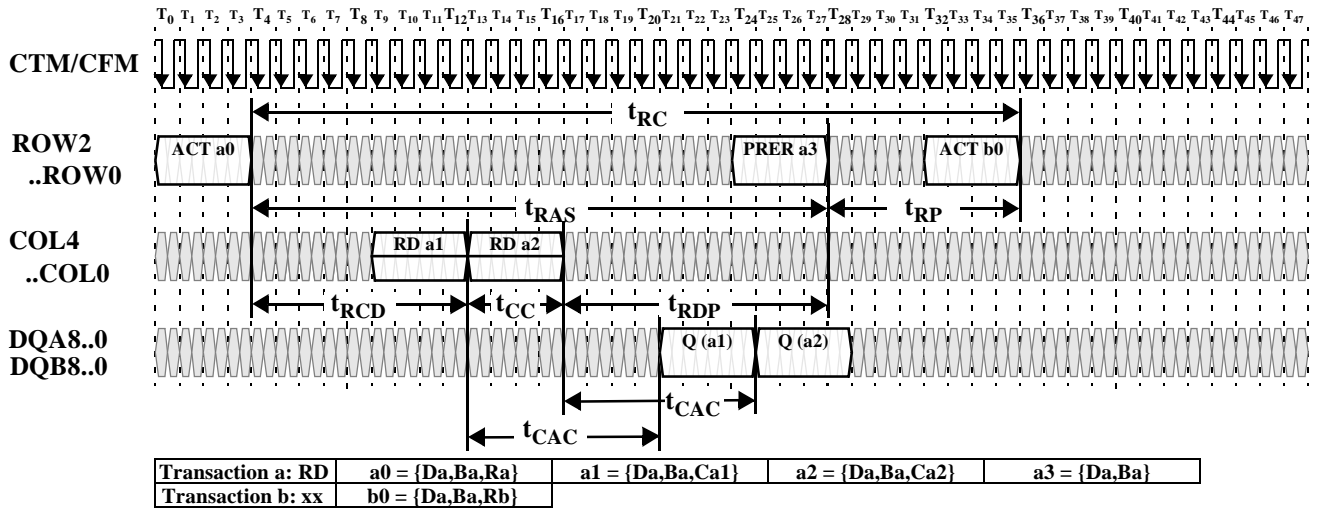 T0 T1 T2 T3 T4 T5 T6 T7 T8 T9 T10 T11 T12 T13 T14 T15 T16 T17 T18 T19 T20 T21 T22 T23 T24 T25 T26 T27 T28 T29 T30 T31 T32 T33 T34 T35 T36 T37 T38 T39 T40 T41 T42 T43 T44 T45 T46 T47
CTM/CFM
tRC
ROW2
..ROW0
ACT a0 PRER a3 ACT b0
tRAS tRP
COL4
..COL0
RD a1 RD a2
tRCD tCC tRDP
DQA8..0
DQB8..0
Q (a1) Q (a2)
tCAC
tCAC
Transaction a: RD a0 = {Da,Ba,Ra} a1 = {Da,Ba,Ca1} a2 = {Da,Ba,Ca2} a3 = {Da,Ba}
Transaction b: xx b0 = {Da,Ba,Rb}